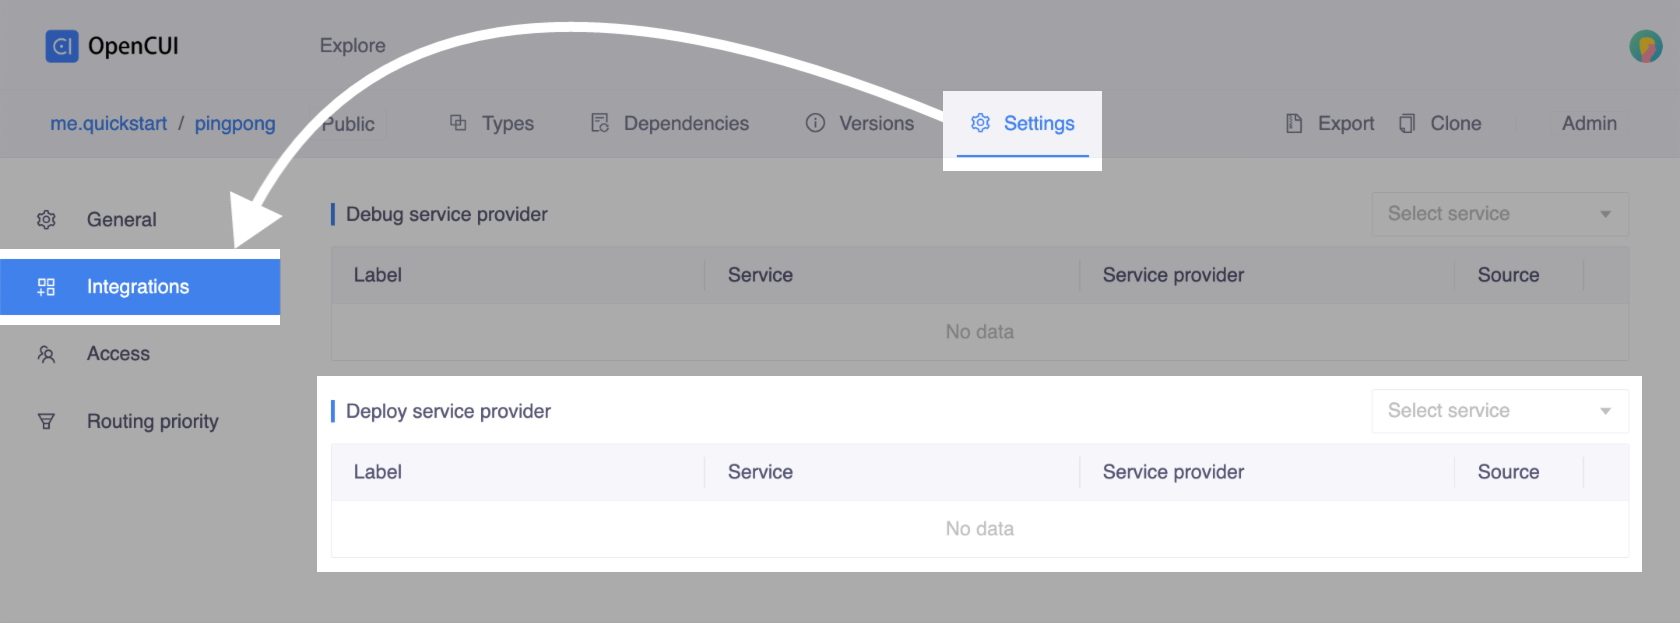 CI OpenCUI Explore
me.quickstart / pingpong Public Types Dependencies Versions Settings Export Clone Admin
General
Integrations
Access
Routing priority
Debug service provider Select service
Label Service Service provider Source
No data
Deploy service provider Select service
Label Service Service provider Source
No data